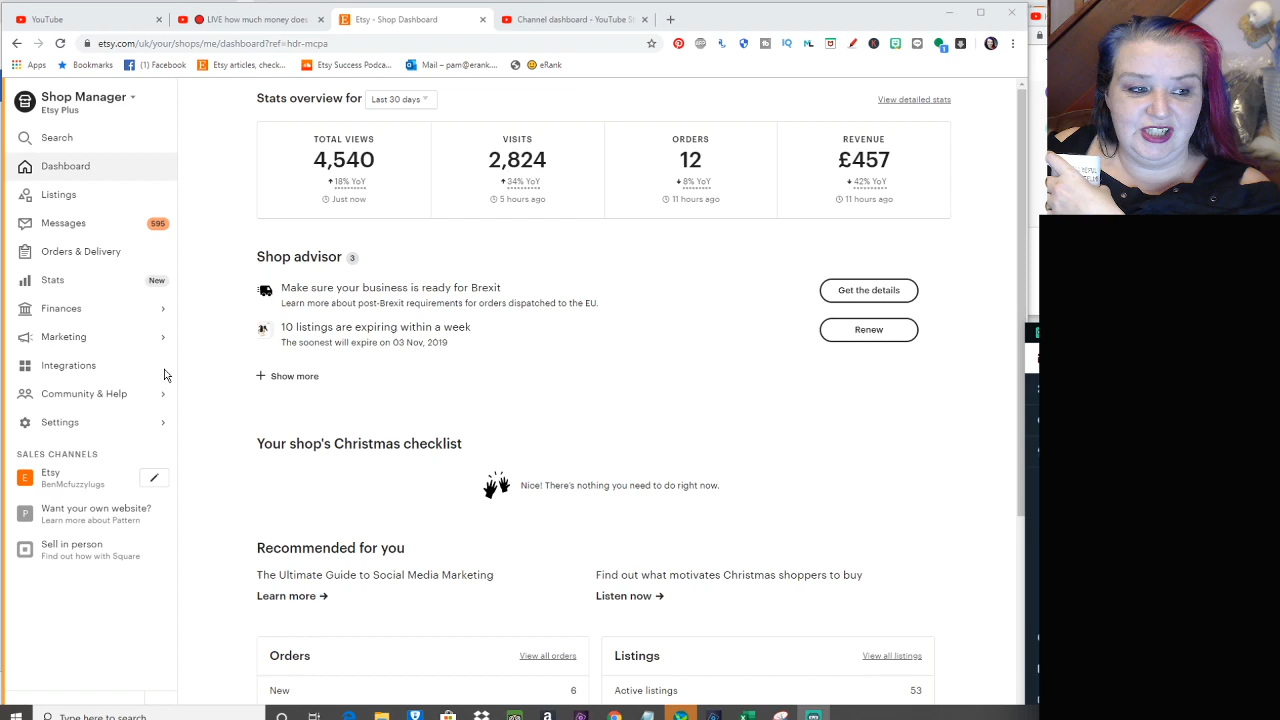 YouTube
LIVE how much money does
Etsy - Shop Dashboard
Channel dashboard - YouTube St
etsy.com/uk/your/shops/me/dashboard?ref=hdr-mcpa
Apps
Bookmarks
(1) Facebook
Etsy articles, check...
Etsy Success Podca...
Mail – pam@erank....
eRank
Shop Manager
Etsy Plus
Search
Dashboard
Listings
Messages 595
Orders & Delivery
Stats New
Finances
Marketing
Integrations
Community & Help
Settings
SALES CHANNELS
Etsy
BenMcfuzzylugs
Want your own website?
Learn more about Pattern
Sell in person
Find out how with Square
Stats overview for Last 30 days
View detailed stats
TOTAL VIEWS
4,540
18% YoY
Just now
VISITS
2,824
34% YoY
5 hours ago
ORDERS
12
8% YoY
11 hours ago
REVENUE
£457
42% YoY
11 hours ago
Shop advisor 3
Make sure your business is ready for Brexit
Learn more about post-Brexit requirements for orders dispatched to the EU.
Get the details
10 listings are expiring within a week
The soonest will expire on 03 Nov, 2019
Renew
Show more
Your shop's Christmas checklist
Nice! There's nothing you need to do right now.
Recommended for you
The Ultimate Guide to Social Media Marketing
Learn more
Find out what motivates Christmas shoppers to buy
Listen now
Orders
View all orders
New 6
Listings
View all listings
Active listings 53
Type here to search